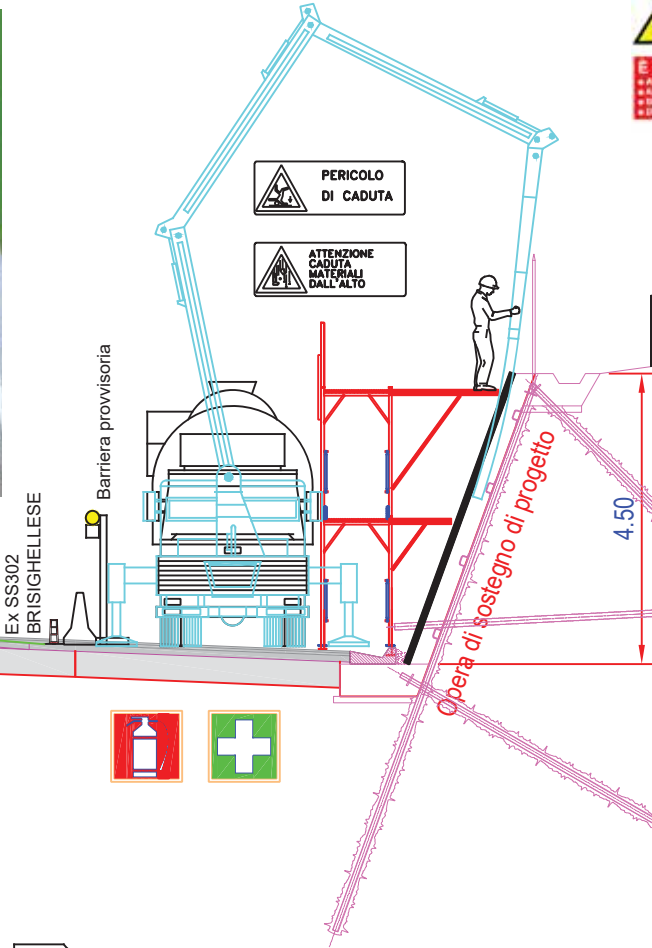 PERICOLO
DI CADUTA
ATTENZIONE
CADUTA
MATERIALI
DALL'ALTO
Barriera provvisoria
Ex SS302
BRISIGHELLESE
Opera di sostegno di progetto
4.50